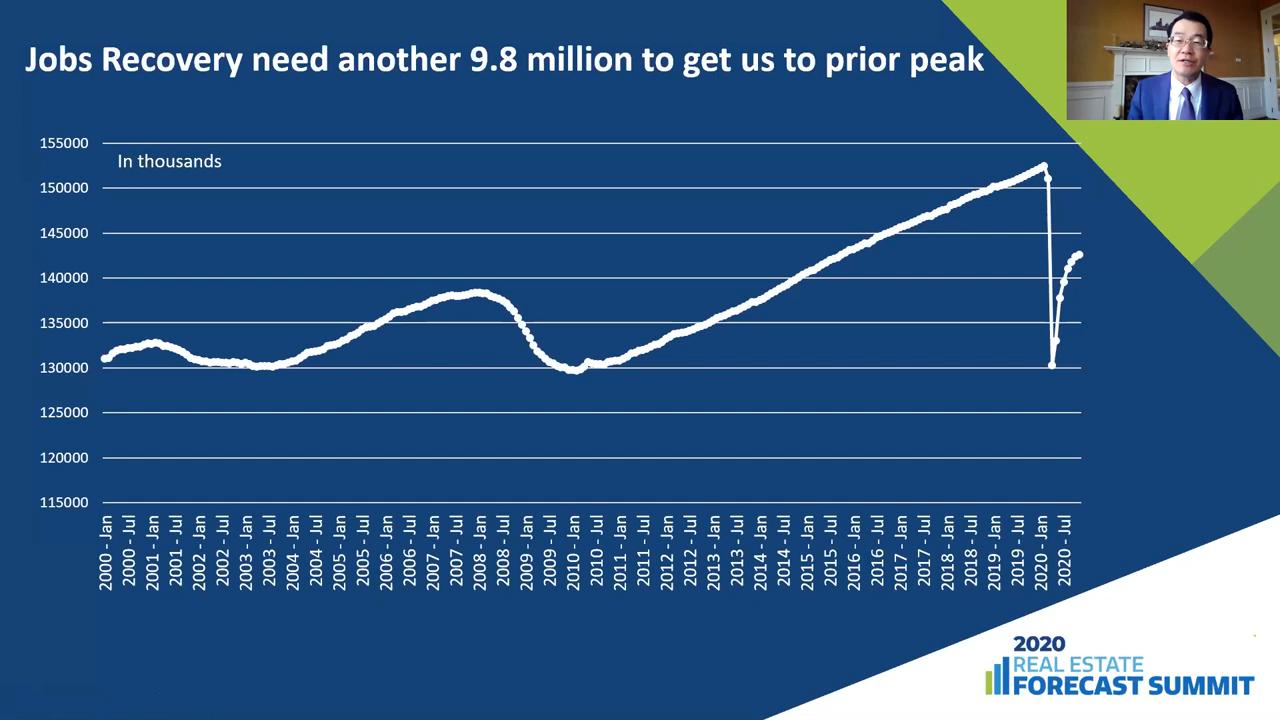 Jobs Recovery need another 9.8 million to get us to prior peak
In thousands
155000
150000
145000
140000
135000
130000
125000
120000
115000
2000 - Jan
2000 - Jul
2001 - Jan
2001 - Jul
2002 - Jan
2002 - Jul
2003 - Jan
2003 - Jul
2004 - Jan
2004 - Jul
2005 - Jan
2005 - Jul
2006 - Jan
2006 - Jul
2007 - Jan
2007 - Jul
2008 - Jan
2008 - Jul
2009 - Jan
2009 - Jul
2010 - Jan
2010 - Jul
2011 - Jan
2011 - Jul
2012 - Jan
2012 - Jul
2013 - Jan
2013 - Jul
2014 - Jan
2014 - Jul
2015 - Jan
2015 - Jul
2016 - Jan
2016 - Jul
2017 - Jan
2017 - Jul
2018 - Jan
2018 - Jul
2019 - Jan
2019 - Jul
2020 - Jan
2020 - Jul
2020
REAL ESTATE
FORECAST SUMMIT